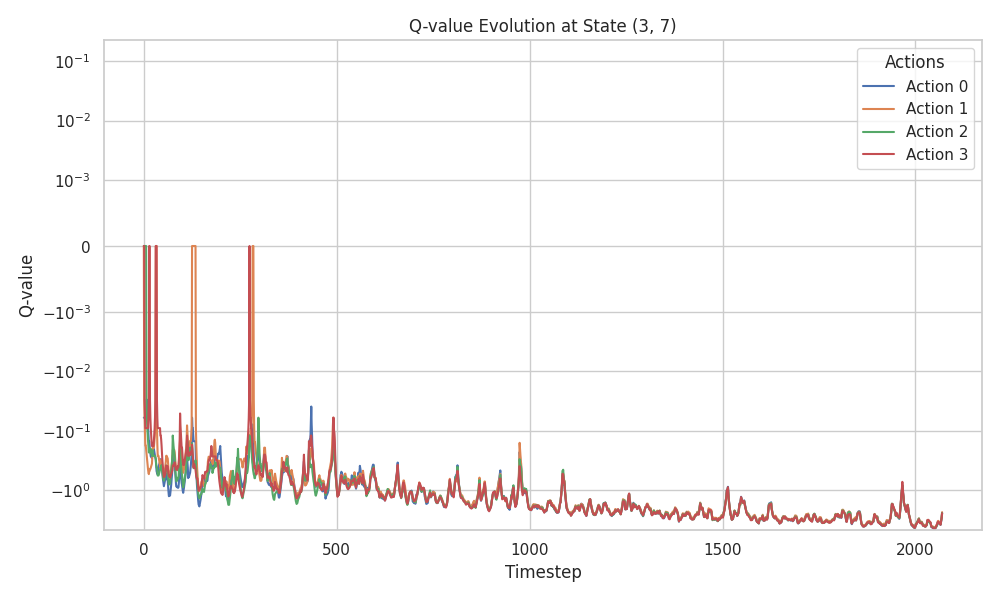 Q-value Evolution at State (3, 7)
Q-value
10⁻¹
10⁻²
10⁻³
0
−10⁻³
−10⁻²
−10⁻¹
−10⁰
Actions
Action 0
Action 1
Action 2
Action 3
0 500 1000 1500 2000
Timestep